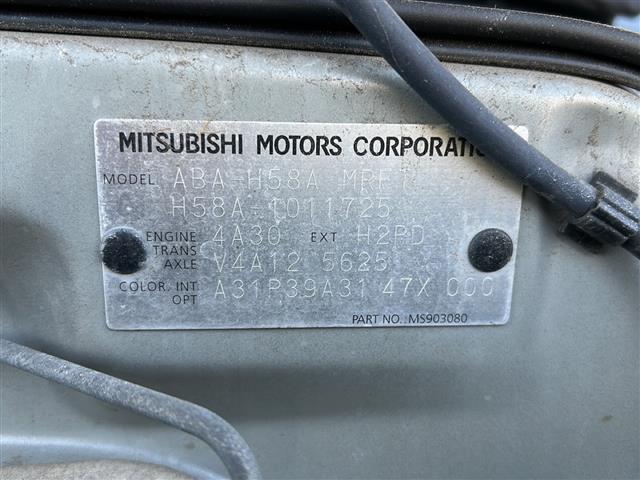 MITSUBISHI MOTORS CORPORATIO
MODEL ABA-H58A
H58A-1011725
ENGINE 4A30 EXT H2PD
TRANS AXLE V4A12 5625
COLOR. INT OPT A31P39A31 47X 000
PART NO. MS903080